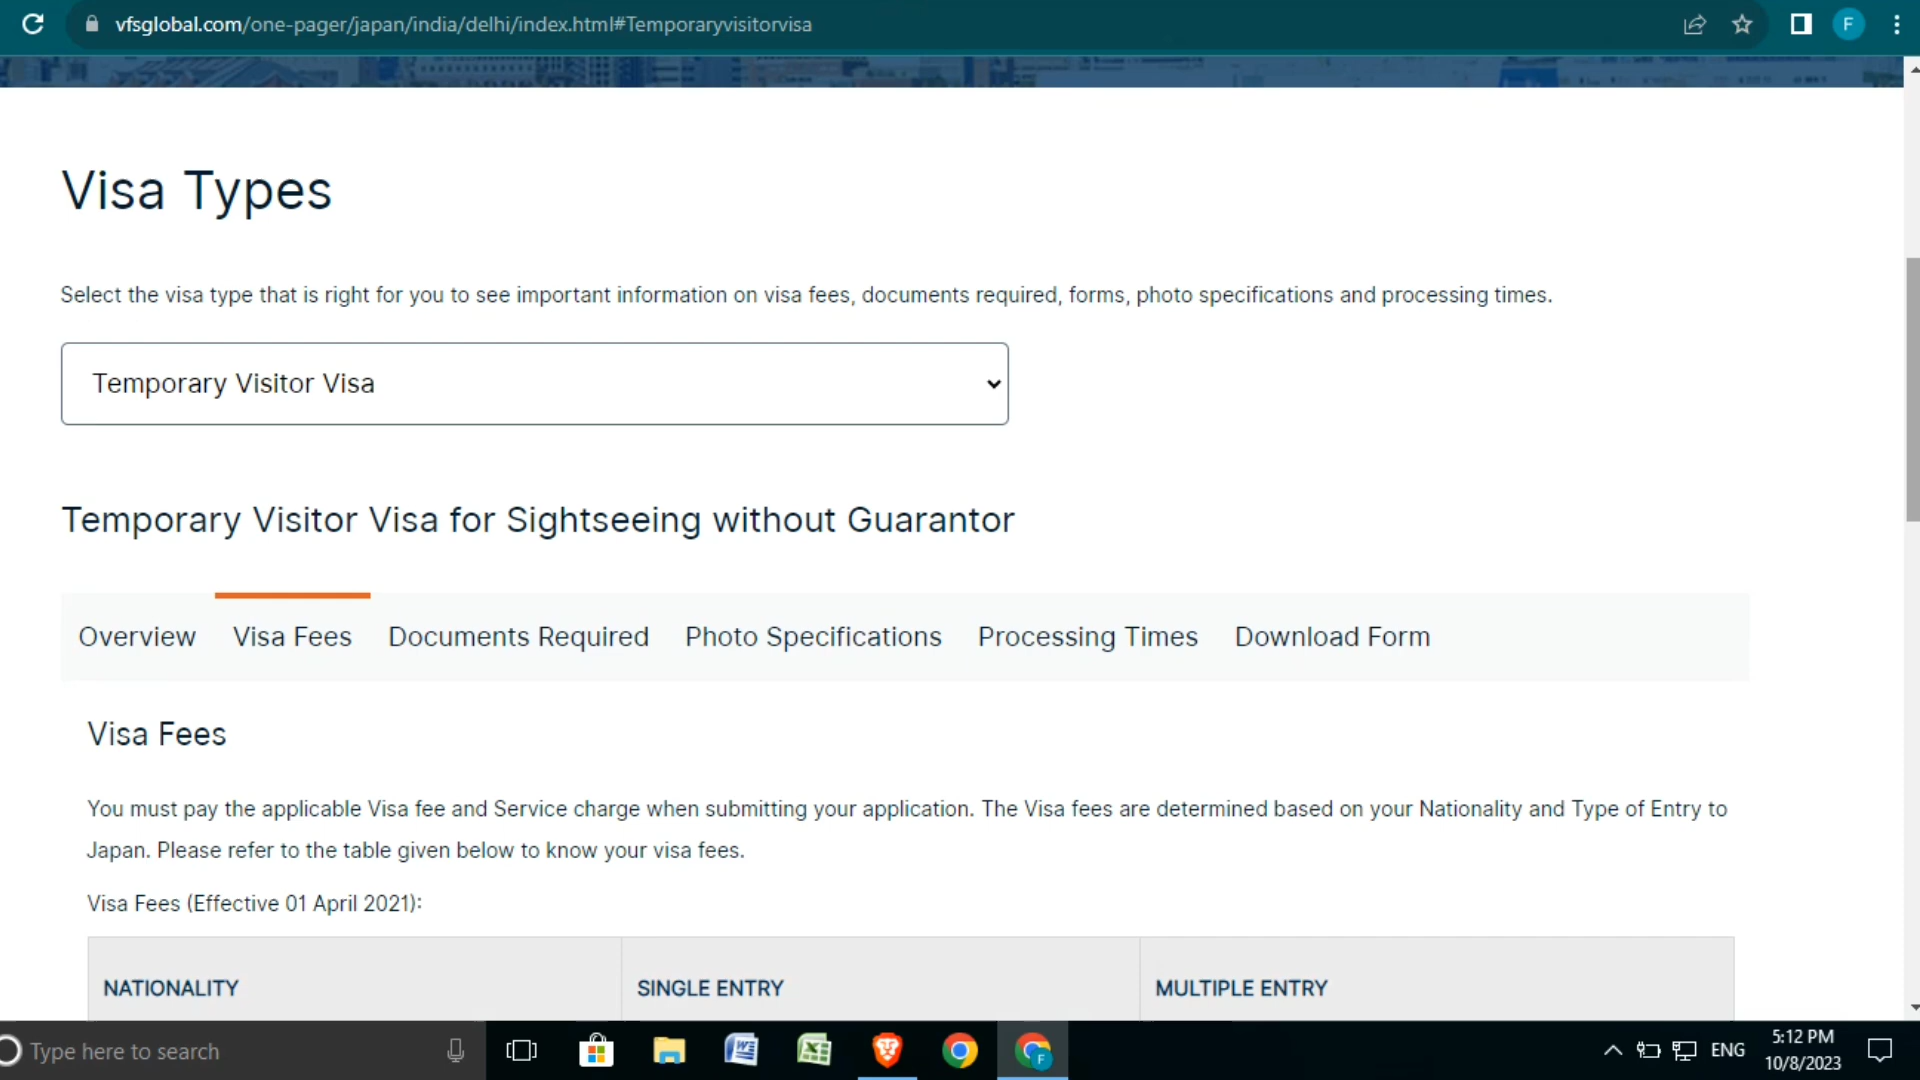 vfsglobal.com/one-pager/japan/india/delhi/index.html#Temporaryvisitorvisa
F
Visa Types
Select the visa type that is right for you to see important information on visa fees, documents required, forms, photo specifications and processing times.
Temporary Visitor Visa
Temporary Visitor Visa for Sightseeing without Guarantor
Overview Visa Fees Documents Required Photo Specifications Processing Times Download Form
Visa Fees
You must pay the applicable Visa fee and Service charge when submitting your application. The Visa fees are determined based on your Nationality and Type of Entry to
Japan. Please refer to the table given below to know your visa fees.
Visa Fees (Effective 01 April 2021):
NATIONALITY SINGLE ENTRY MULTIPLE ENTRY
Type here to search
F
ENG
5:12 PM
10/8/2023